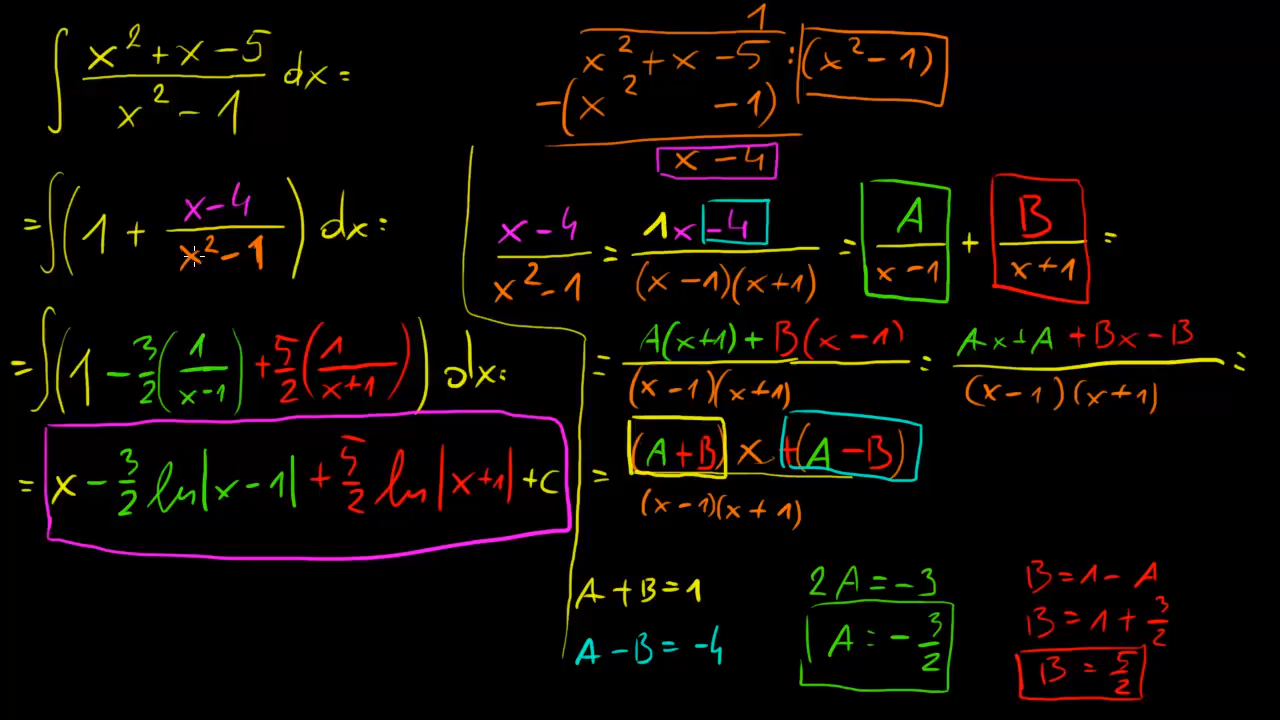 ∫ (x² + x − 5)/(x² − 1) dx =
= ∫ (1 + (x−4)/(x² − 1)) dx =
= ∫ (1 − 3/2 (1/(x−1)) + 5/2 (1/(x+1))) dx =
= x − 3/2 ln|x−1| + 5/2 ln|x+1| + c
1
x² + x − 5 : (x² − 1)
−(x² − 1)
x − 4
(x−4)/(x²−1) = (1x −4)/((x−1)(x+1)) = A/(x−1) + B/(x+1) =
= (A(x+1) + B(x−1))/((x−1)(x+1)) = (Ax+A + Bx − B)/((x−1)(x+1)) =
= ((A+B) x + (A−B))/((x−1)(x+1))
A + B = 1
A − B = −4
2A = −3
A = −3/2
B = 1 − A
B = 1 + 3/2
B = 5/2